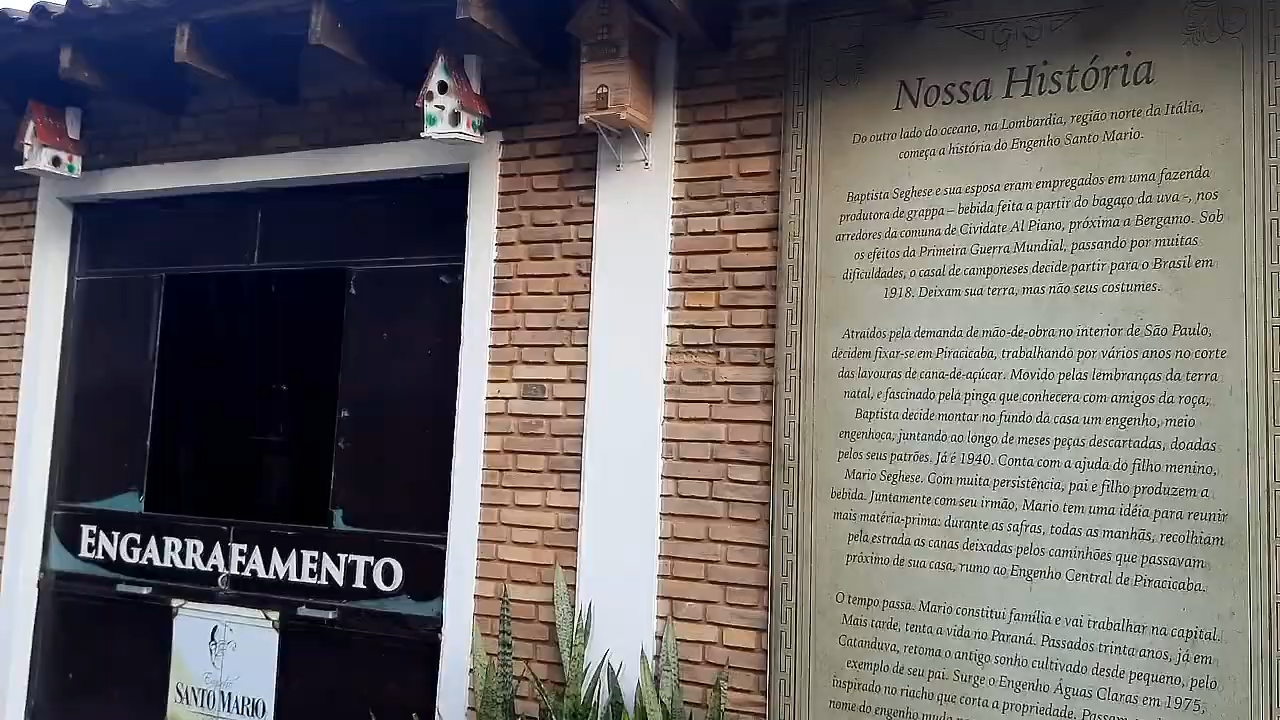 Nossa História
Do outro lado do oceano, na Lombardia, região norte da Itália,
começa a história do Engenho Santo Mario.
Baptista Seghese e sua esposa eram empregados em uma fazenda
produtora de grappa – bebida feita a partir do bagaço da uva –, nos
arredores da comuna de Cividate Al Piano, próxima a Bergamo. Sob
os efeitos da Primeira Guerra Mundial, passando por muitas
dificuldades, o casal de camponeses decide partir para o Brasil em
1918. Deixam sua terra, mas não seus costumes.
Atraídos pela demanda de mão-de-obra no interior de São Paulo,
decidem fixar-se em Piracicaba, trabalhando por vários anos no corte
das lavouras de cana-de-açúcar. Movido pelas lembranças da terra
natal, e fascinado pela pinga que conhecera com amigos da roça,
Baptista decide montar no fundo da casa um engenho, meio
engenhoca, juntando ao longo de meses peças descartadas, doadas
pelos seus patrões. Já é 1940. Conta com a ajuda do filho menino,
Mario Seghese. Com muita persistência, pai e filho produzem a
bebida. Juntamente com seu irmão, Mario tem uma idéia para reunir
mais matéria-prima: durante as safras, todas as manhãs, recolhiam
pela estrada as canas deixadas pelos caminhões que passavam
próximo de sua casa, rumo ao Engenho Central de Piracicaba.
O tempo passa. Mario constitui família e vai trabalhar na capital.
Mais tarde, tenta a vida no Paraná. Passados trinta anos, já em
Catanduva, retoma o antigo sonho cultivado desde pequeno, pelo
exemplo de seu pai. Surge o Engenho Águas Claras em 1975,
inspirado no riacho que corta a propriedade.
nome do engenho muda
ENGARRAFAMENTO
Engenho
SANTO MARIO